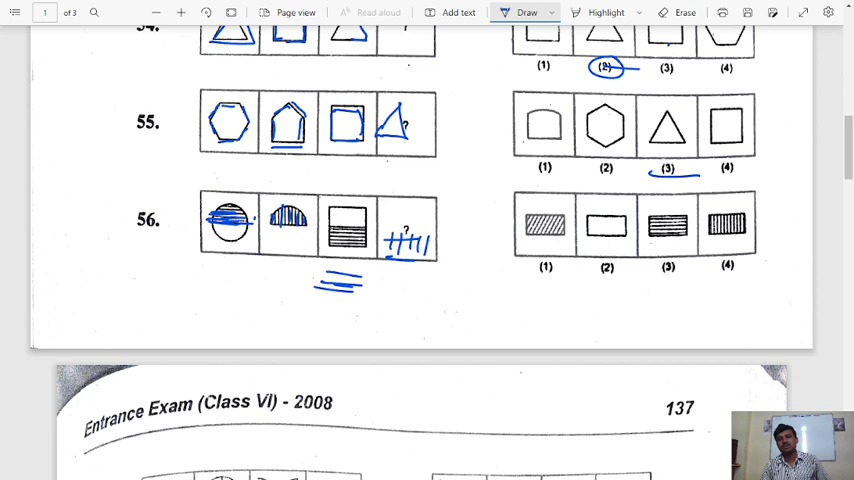 1 of 3 Page view Read aloud Add text Draw Highlight Erase
54. ?
(1) (2) (3) (4)
55. ?
(1) (2) (3) (4)
56. ?
(1) (2) (3) (4)
Entrance Exam (Class VI) - 2008 137